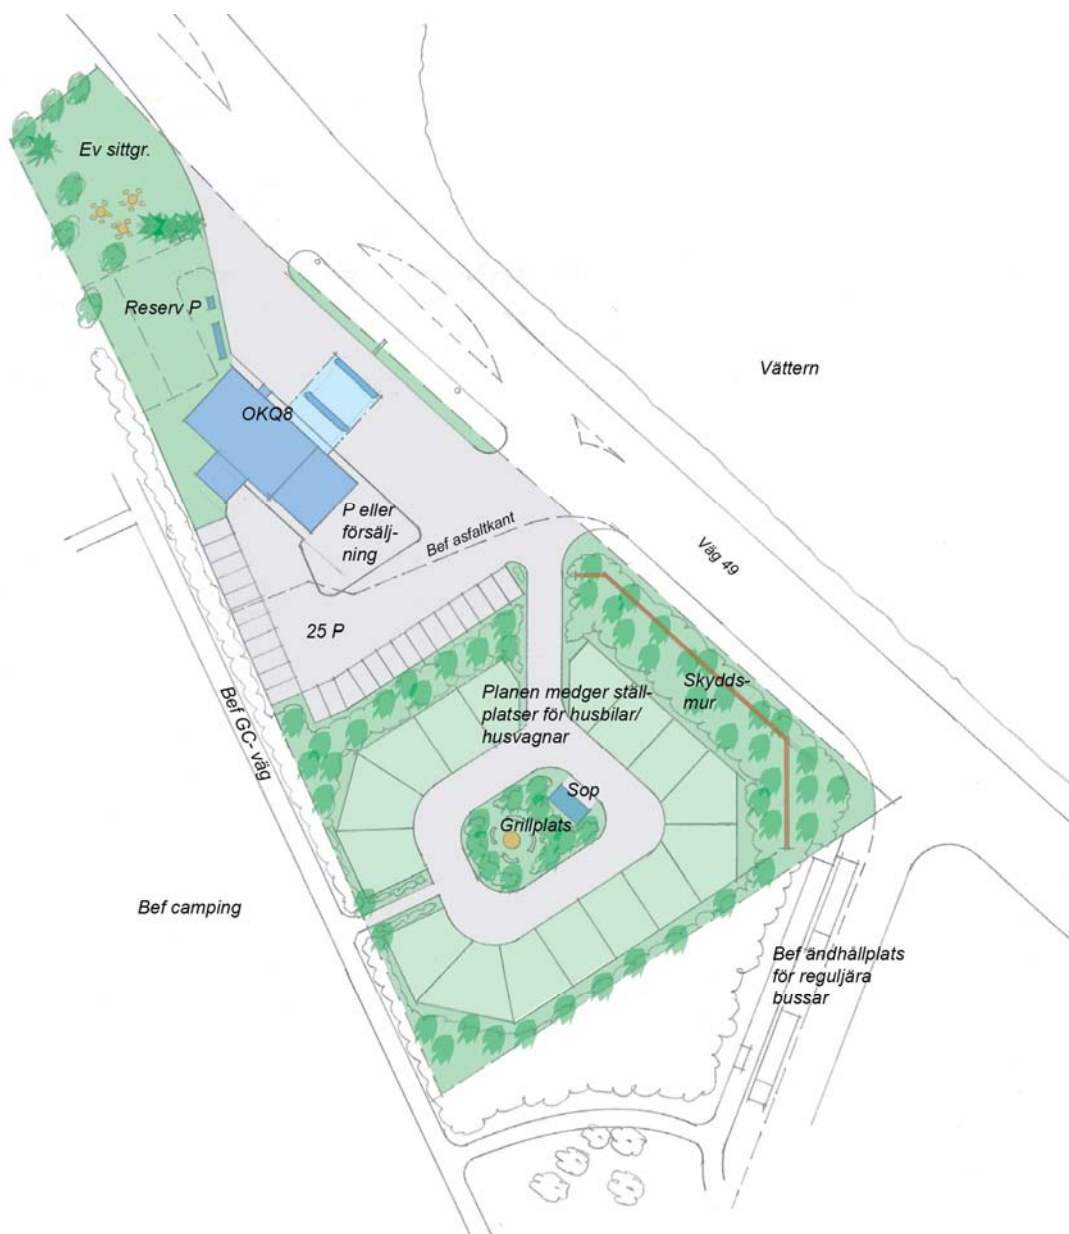 Ev sittgr.
Reserv P
Vättern
OKQ8
P eller
försälj-
ning
Bef asfaltkant
Väg 49
25 P
Bef GC- väg
Planen medger ställ-
platser för husbilar/
husvagnar
Skydds-
mur
Sop
Grillplats
Bef camping
Bef ändhållplats
för reguljära
bussar